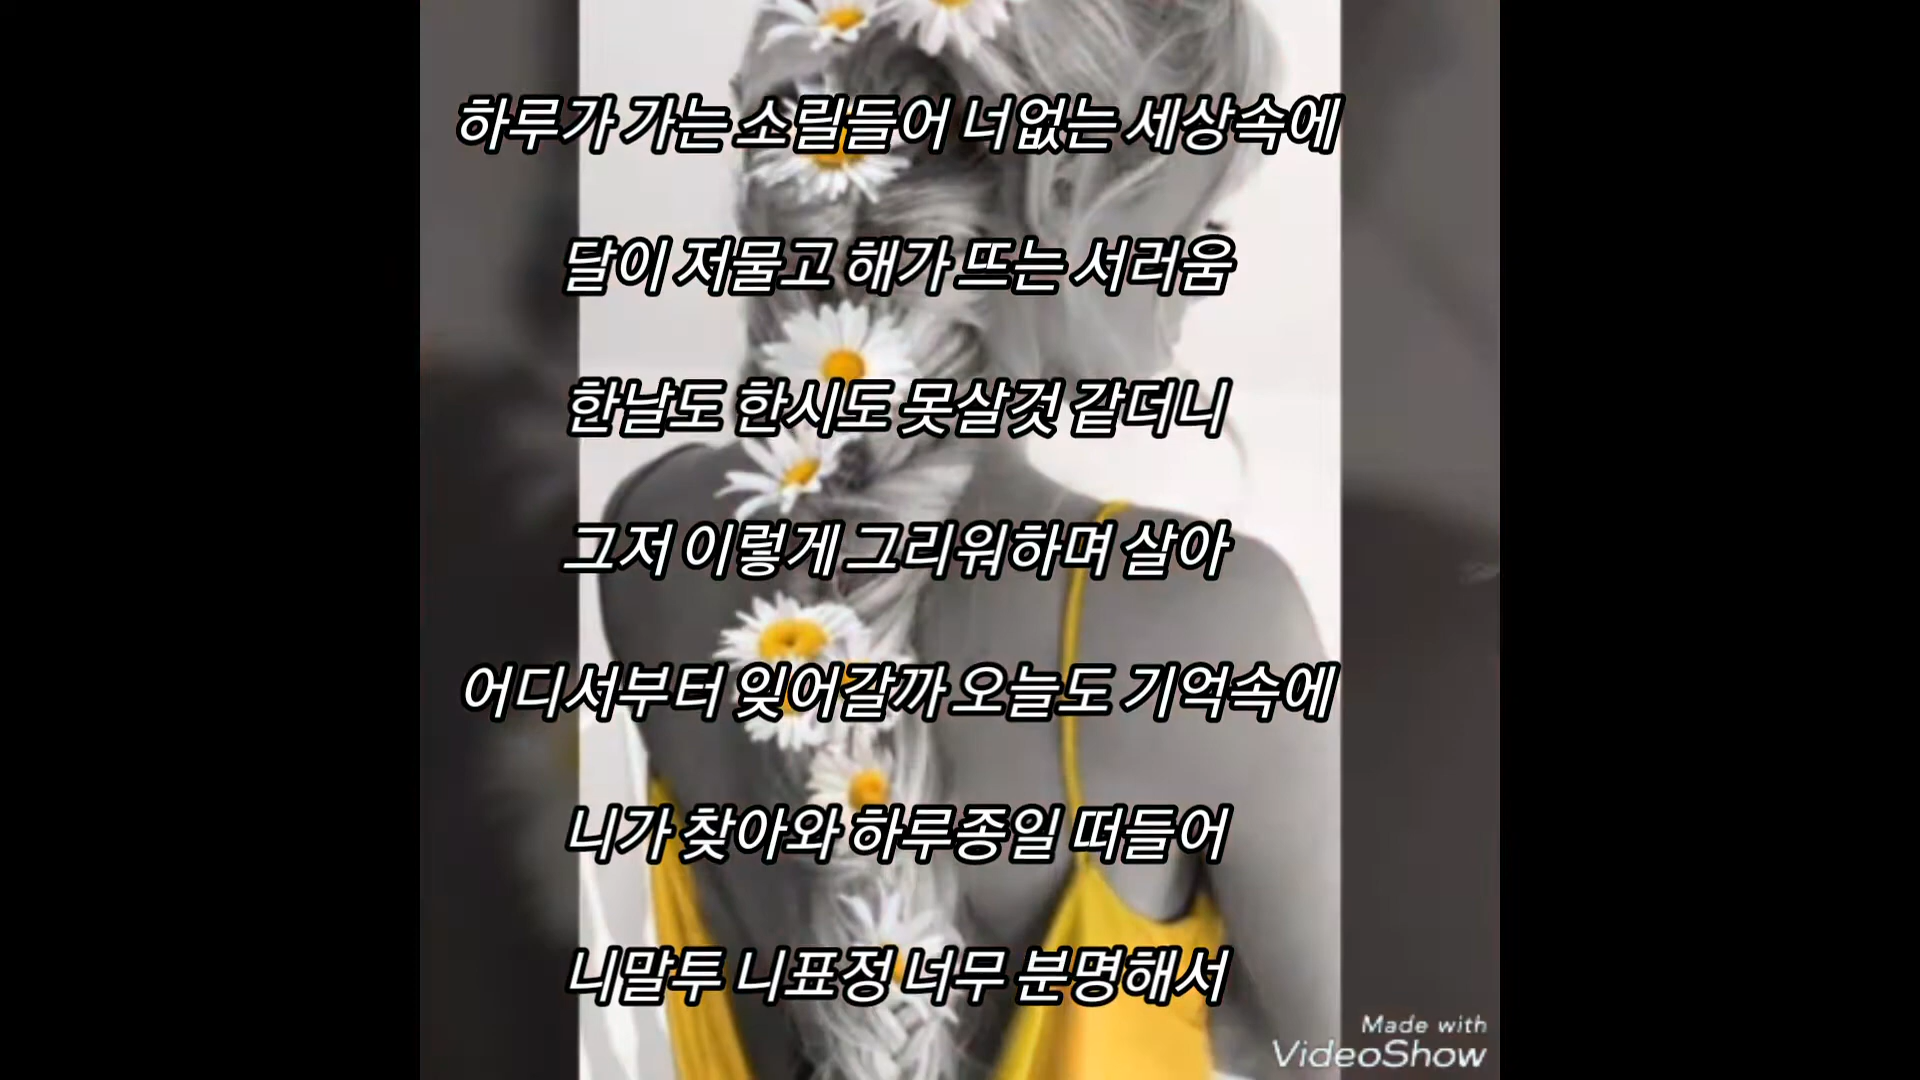 하루가 가는 소릴들어 너없는 세상속에
달이 저물고 해가 뜨는 서러움
한날도 한시도 못살것 같더니
그저 이렇게 그리워하며 살아
어디서부터 잊어갈까 오늘도 기억속에
니가 찾아와 하루종일 떠들어
니말투 니표정 너무 분명해서
Made with
VideoShow